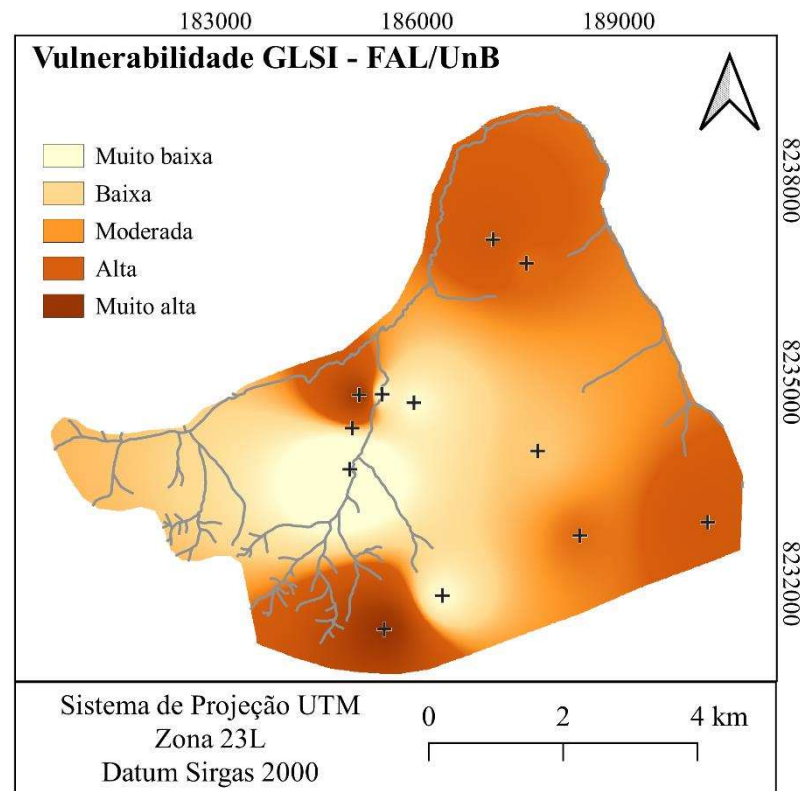 183000 186000 189000
Vulnerabilidade GLSI - FAL/UnB
Muito baixa
Baixa
Moderada
Alta
Muito alta
8238000
8235000
8232000
Sistema de Projeção UTM
Zona 23L
Datum Sirgas 2000
0 2 4 km